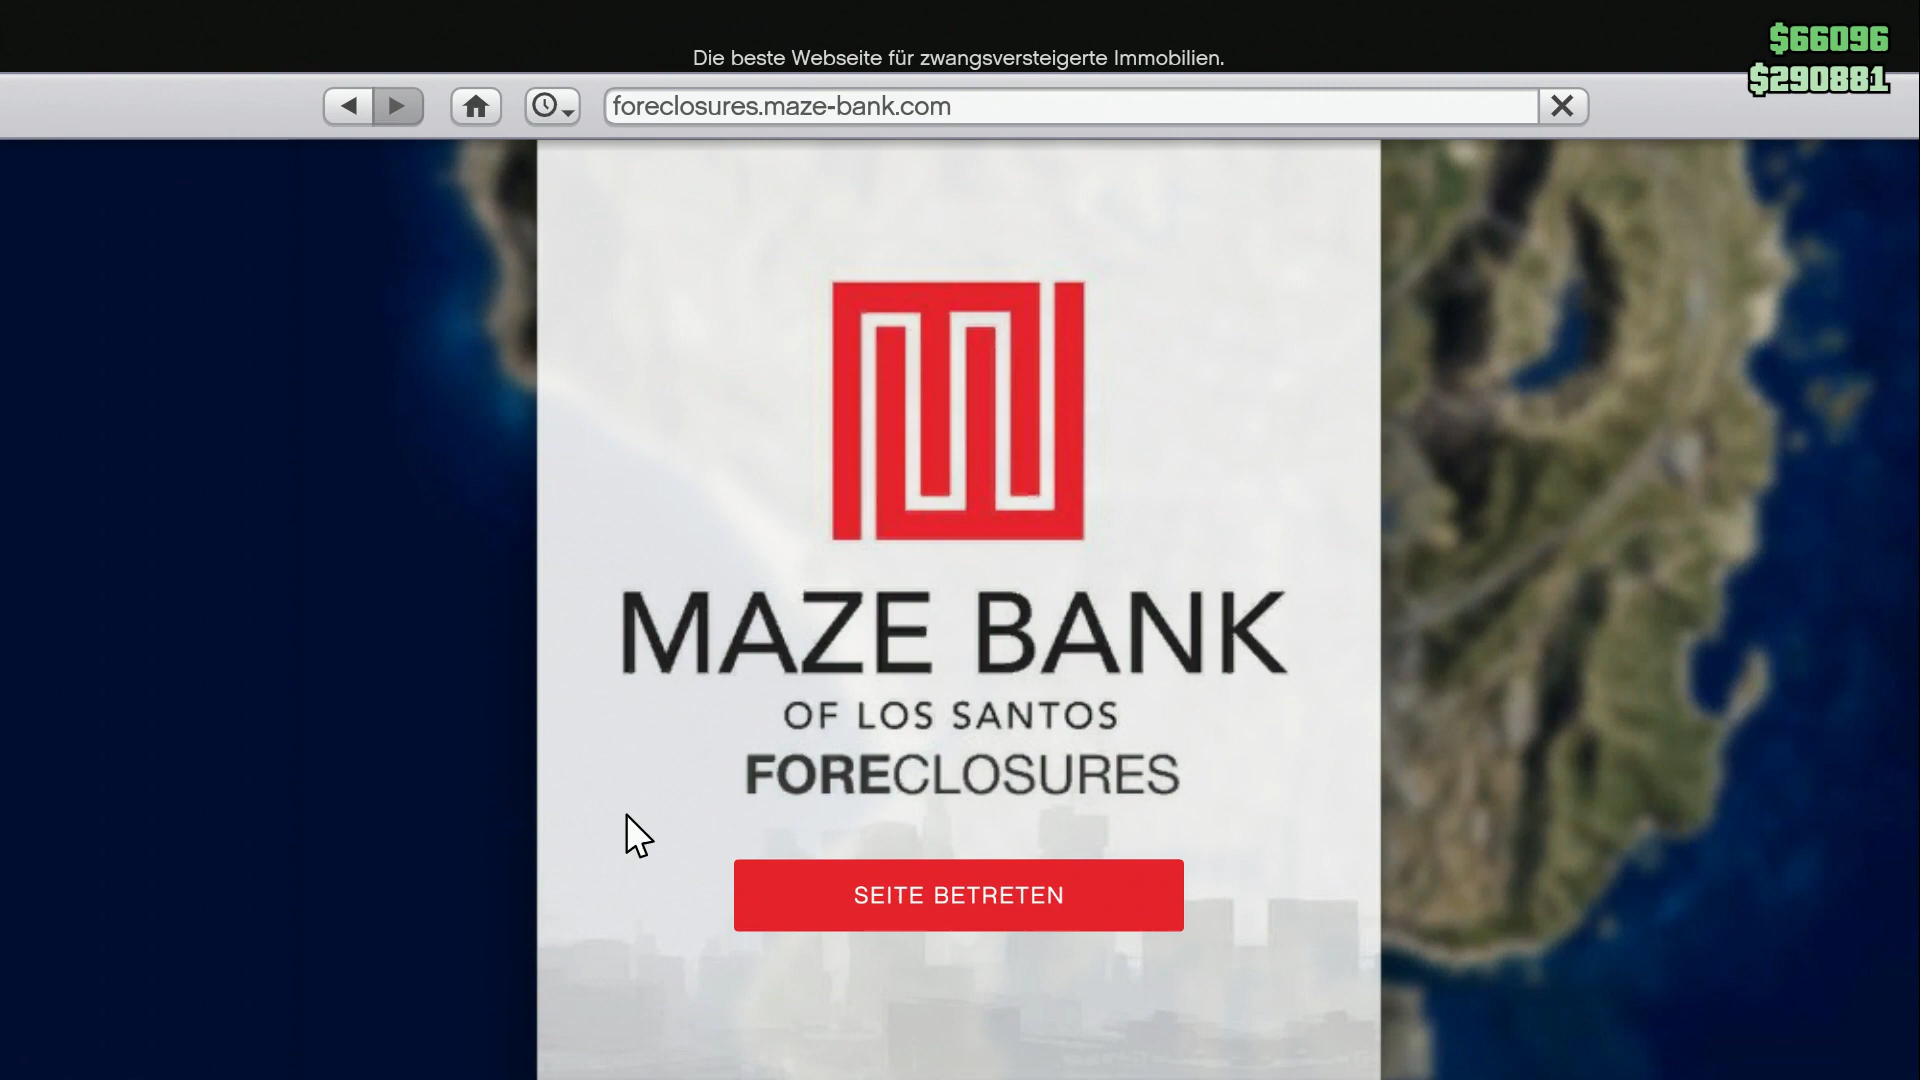 $66096
$290881
Die beste Webseite für zwangsversteigerte Immobilien.
foreclosures.maze-bank.com
MAZE BANK
OF LOS SANTOS
FORECLOSURES
SEITE BETRETEN